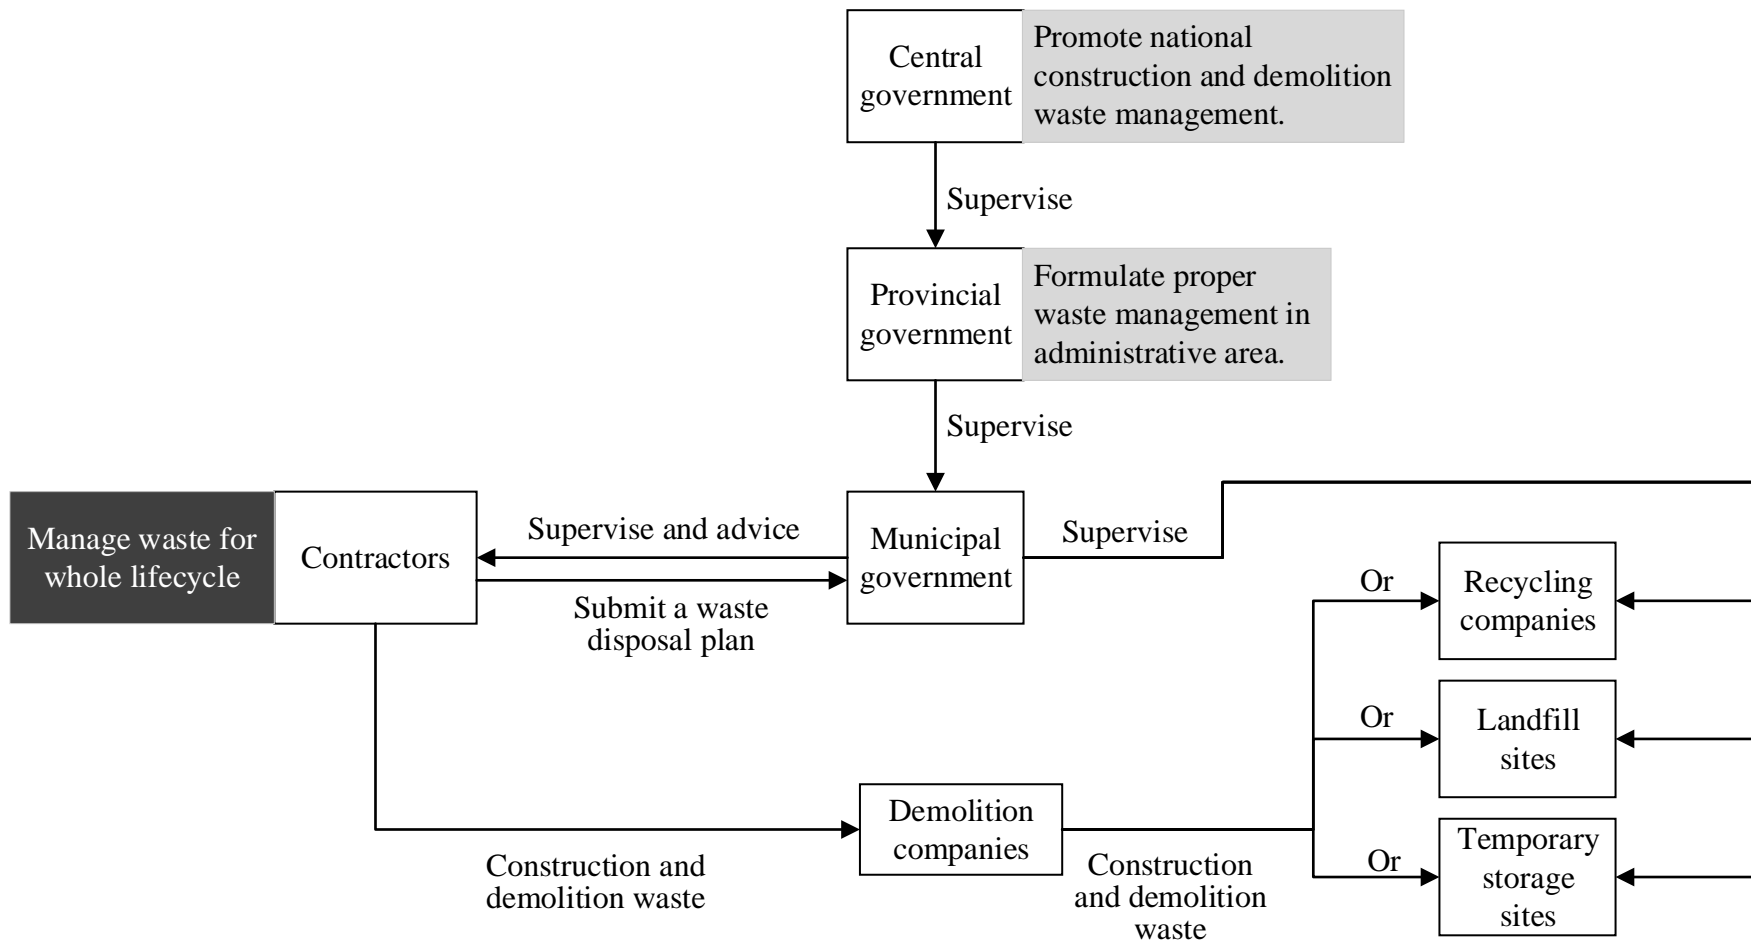 Central
government
Promote national
construction and demolition
waste management.
Supervise
Provincial
government
Formulate proper
waste management in
administrative area.
Supervise
Manage waste for
whole lifecycle
Contractors
Supervise and advice
Submit a waste
disposal plan
Municipal
government
Supervise
Or
Recycling
companies
Or
Landfill
sites
Demolition
companies
Or
Temporary
storage
sites
Construction and
demolition waste
Construction
and demolition
waste